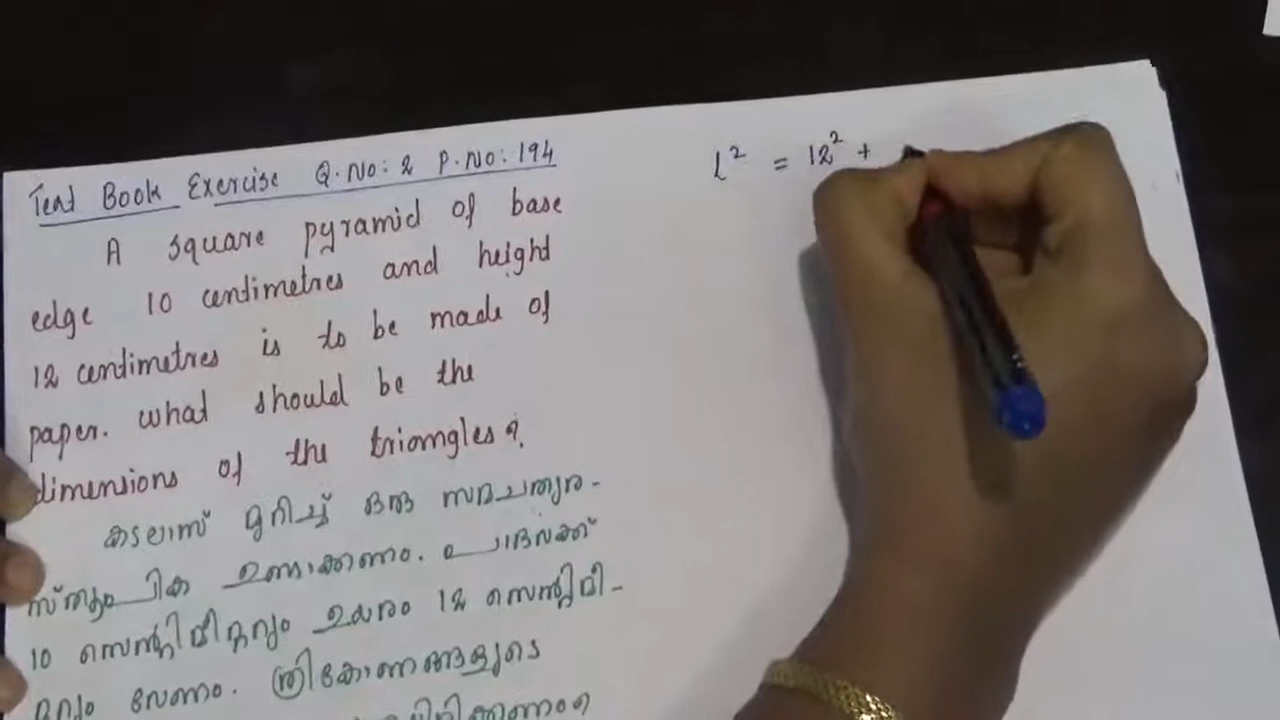 Text Book Exercise Q.No: 2 P.No: 194
A square pyramid of base
edge 10 centimetres and height
12 centimetres is to be made of
paper. what should be the
dimensions of the triangles?
കടലാസ് മുറിച്ച് ഒരു സമചതുര-
സ്തൂപിക ഉണ്ടാക്കണം. പാദവക്ക്
10 സെന്റിമീറ്ററും ഉയരം 12 സെന്റിമീ-
റ്ററും വേണം. ത്രികോണങ്ങളുടെ
l² = 12² +